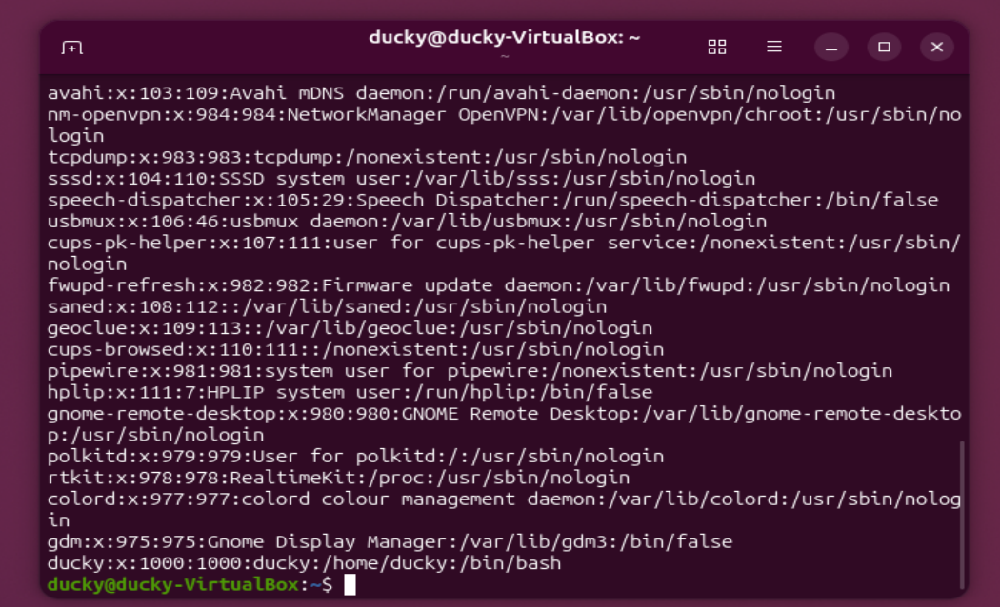 ducky@ducky-VirtualBox: ~
~
avahi:x:103:109:Avahi mDNS daemon:/run/avahi-daemon:/usr/sbin/nologin
nm-openvpn:x:984:984:NetworkManager OpenVPN:/var/lib/openvpn/chroot:/usr/sbin/no
login
tcpdump:x:983:983:tcpdump:/nonexistent:/usr/sbin/nologin
sssd:x:104:110:SSSD system user:/var/lib/sss:/usr/sbin/nologin
speech-dispatcher:x:105:29:Speech Dispatcher:/run/speech-dispatcher:/bin/false
usbmux:x:106:46:usbmux daemon:/var/lib/usbmux:/usr/sbin/nologin
cups-pk-helper:x:107:111:user for cups-pk-helper service:/nonexistent:/usr/sbin/
nologin
fwupd-refresh:x:982:982:Firmware update daemon:/var/lib/fwupd:/usr/sbin/nologin
saned:x:108:112::/var/lib/saned:/usr/sbin/nologin
geoclue:x:109:113::/var/lib/geoclue:/usr/sbin/nologin
cups-browsed:x:110:111::/nonexistent:/usr/sbin/nologin
pipewire:x:981:981:system user for pipewire:/nonexistent:/usr/sbin/nologin
hplip:x:111:7:HPLIP system user:/run/hplip:/bin/false
gnome-remote-desktop:x:980:980:GNOME Remote Desktop:/var/lib/gnome-remote-deskto
p:/usr/sbin/nologin
polkitd:x:979:979:User for polkitd:/:/usr/sbin/nologin
rtkit:x:978:978:RealtimeKit:/proc:/usr/sbin/nologin
colord:x:977:977:colord colour management daemon:/var/lib/colord:/usr/sbin/nolog
in
gdm:x:975:975:Gnome Display Manager:/var/lib/gdm3:/bin/false
ducky:x:1000:1000:ducky:/home/ducky:/bin/bash
ducky@ducky-VirtualBox:~$